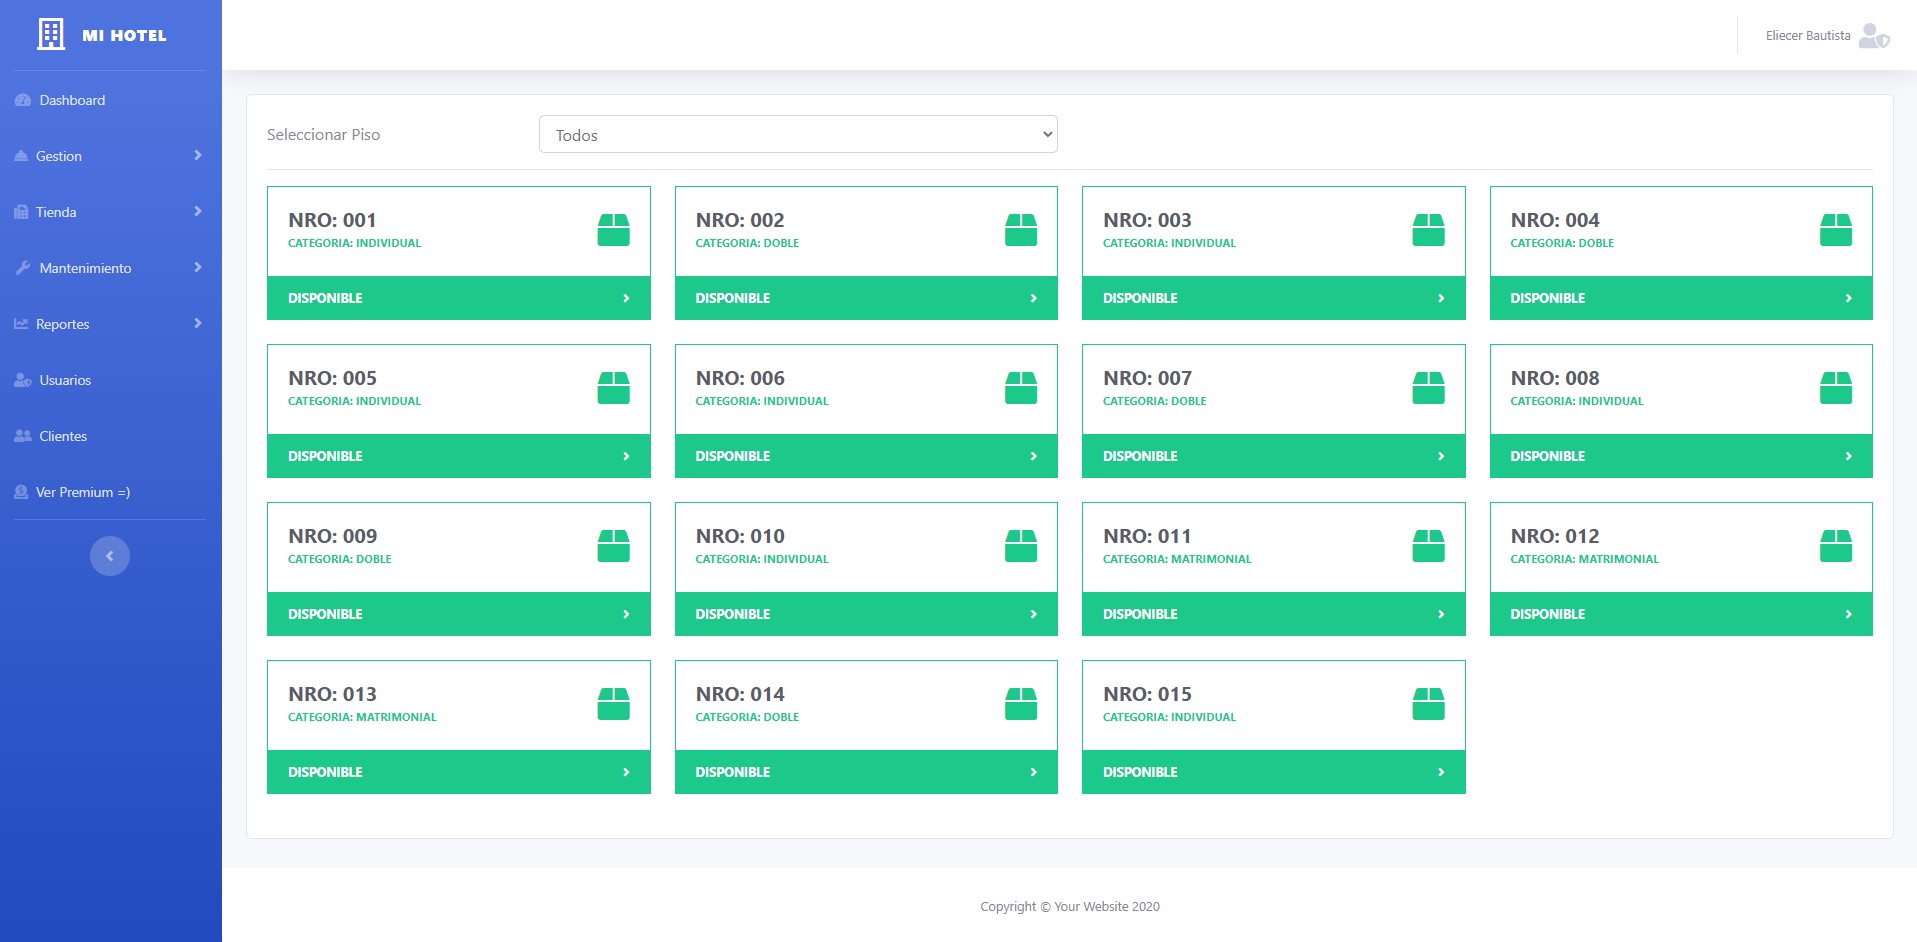 MI HOTEL
Eliecer Bautista
Dashboard
Gestion
Tienda
Mantenimiento
Reportes
Usuarios
Clientes
Ver Premium =)
Seleccionar Piso
Todos
NRO: 001
CATEGORIA: INDIVIDUAL
DISPONIBLE
NRO: 002
CATEGORIA: DOBLE
DISPONIBLE
NRO: 003
CATEGORIA: INDIVIDUAL
DISPONIBLE
NRO: 004
CATEGORIA: DOBLE
DISPONIBLE
NRO: 005
CATEGORIA: INDIVIDUAL
DISPONIBLE
NRO: 006
CATEGORIA: INDIVIDUAL
DISPONIBLE
NRO: 007
CATEGORIA: DOBLE
DISPONIBLE
NRO: 008
CATEGORIA: INDIVIDUAL
DISPONIBLE
NRO: 009
CATEGORIA: DOBLE
DISPONIBLE
NRO: 010
CATEGORIA: INDIVIDUAL
DISPONIBLE
NRO: 011
CATEGORIA: MATRIMONIAL
DISPONIBLE
NRO: 012
CATEGORIA: MATRIMONIAL
DISPONIBLE
NRO: 013
CATEGORIA: MATRIMONIAL
DISPONIBLE
NRO: 014
CATEGORIA: DOBLE
DISPONIBLE
NRO: 015
CATEGORIA: INDIVIDUAL
DISPONIBLE
Copyright © Your Website 2020